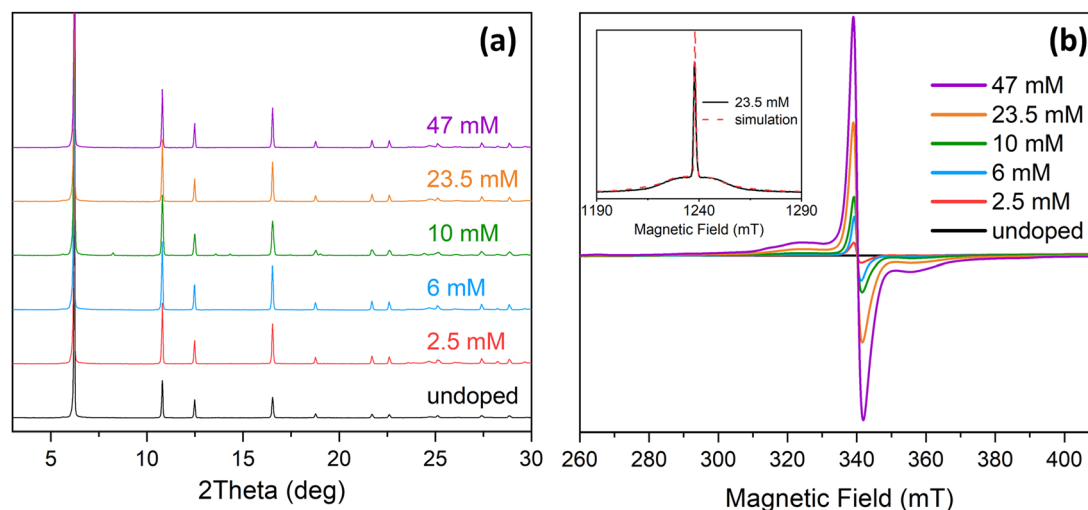 (a)
47 mM
23.5 mM
10 mM
6 mM
2.5 mM
undoped
5 10 15 20 25 30
2Theta (deg)
(b)
23.5 mM
simulation
1190 1240 1290
Magnetic Field (mT)
47 mM
23.5 mM
10 mM
6 mM
2.5 mM
undoped
260 280 300 320 340 360 380 400
Magnetic Field (mT)